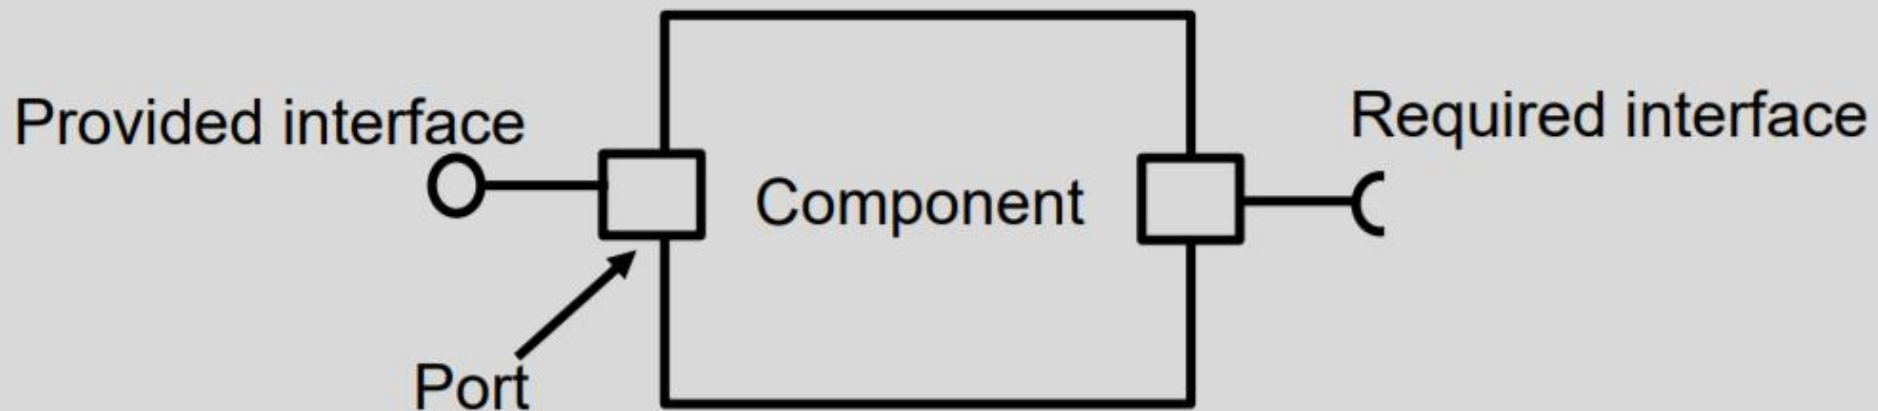 Provided interface
Required interface
Component
Port